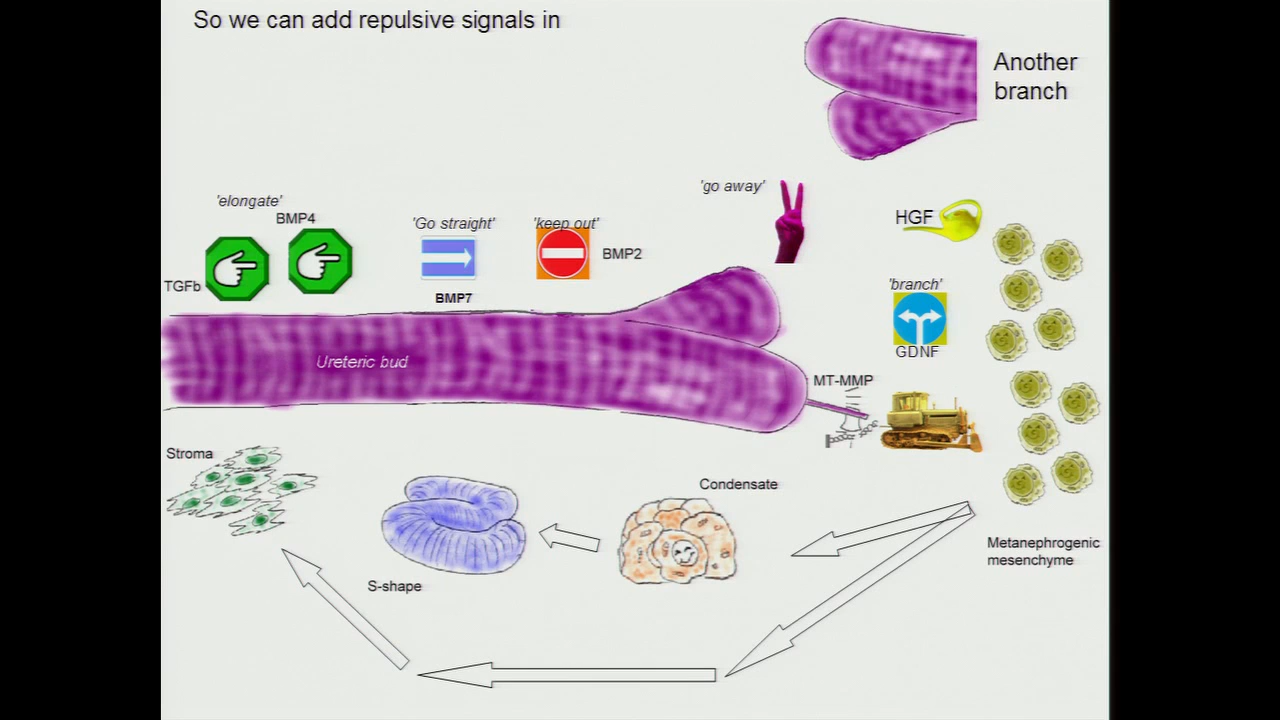 So we can add repulsive signals in
Another
branch
'go away'
'elongate'
BMP4
'Go straight'
'keep out'
HGF
BMP2
TGFb
BMP7
'branch'
GDNF
Ureteric bud
MT-MMP
Stroma
Condensate
Metanephrogenic
mesenchyme
S-shape